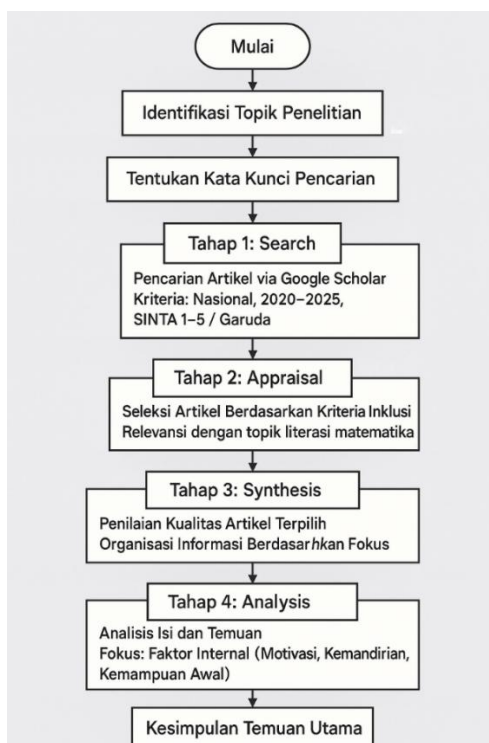 Mulai
Identifikasi Topik Penelitian
Tentukan Kata Kunci Pencarian
Tahap 1: Search
Pencarian Artikel via Google Scholar
Kriteria: Nasional, 2020–2025,
SINTA 1–5 / Garuda
Tahap 2: Appraisal
Seleksi Artikel Berdasarkan Kriteria Inklusi
Relevansi dengan topik literasi matematika
Tahap 3: Synthesis
Penilaian Kualitas Artikel Terpilih
Organisasi Informasi Berdasarhkan Fokus
Tahap 4: Analysis
Analisis Isi dan Temuan
Fokus: Faktor Internal (Motivasi, Kemandirian,
Kemampuan Awal)
Kesimpulan Temuan Utama